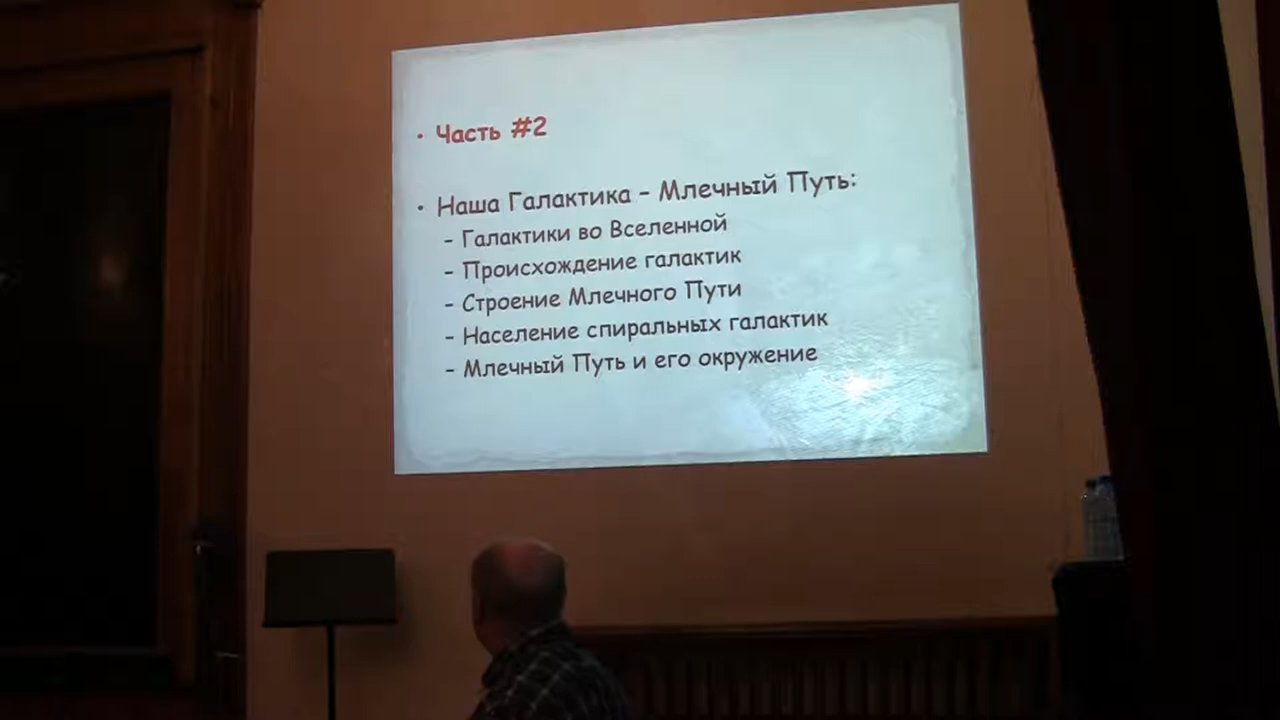 • Часть #2
• Наша Галактика – Млечный Путь:
– Галактики во Вселенной
– Происхождение галактик
– Строение Млечного Пути
– Население спиральных галактик
– Млечный Путь и его окружение